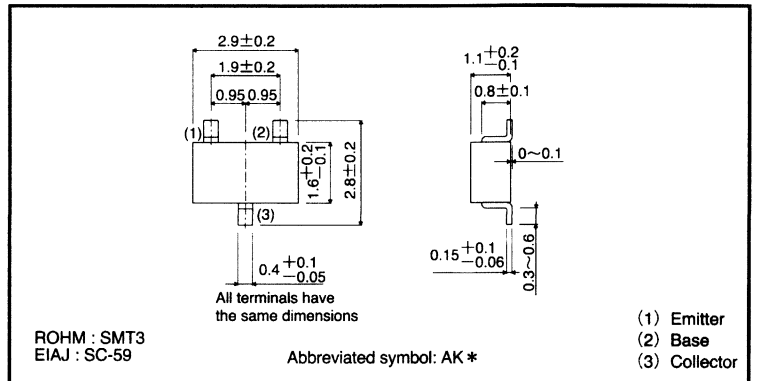 2.9±0.2
1.9±0.2
0.95 0.95
(1) (2)
1.6 +0.2 −0.1
2.8±0.2
(3)
0.4 +0.1 −0.05
All terminals have
the same dimensions
1.1 +0.2 −0.1
0.8±0.1
0～0.1
0.15 +0.1 −0.06
0.3～0.6
ROHM : SMT3
EIAJ : SC-59
Abbreviated symbol: AK*
(1) Emitter
(2) Base
(3) Collector